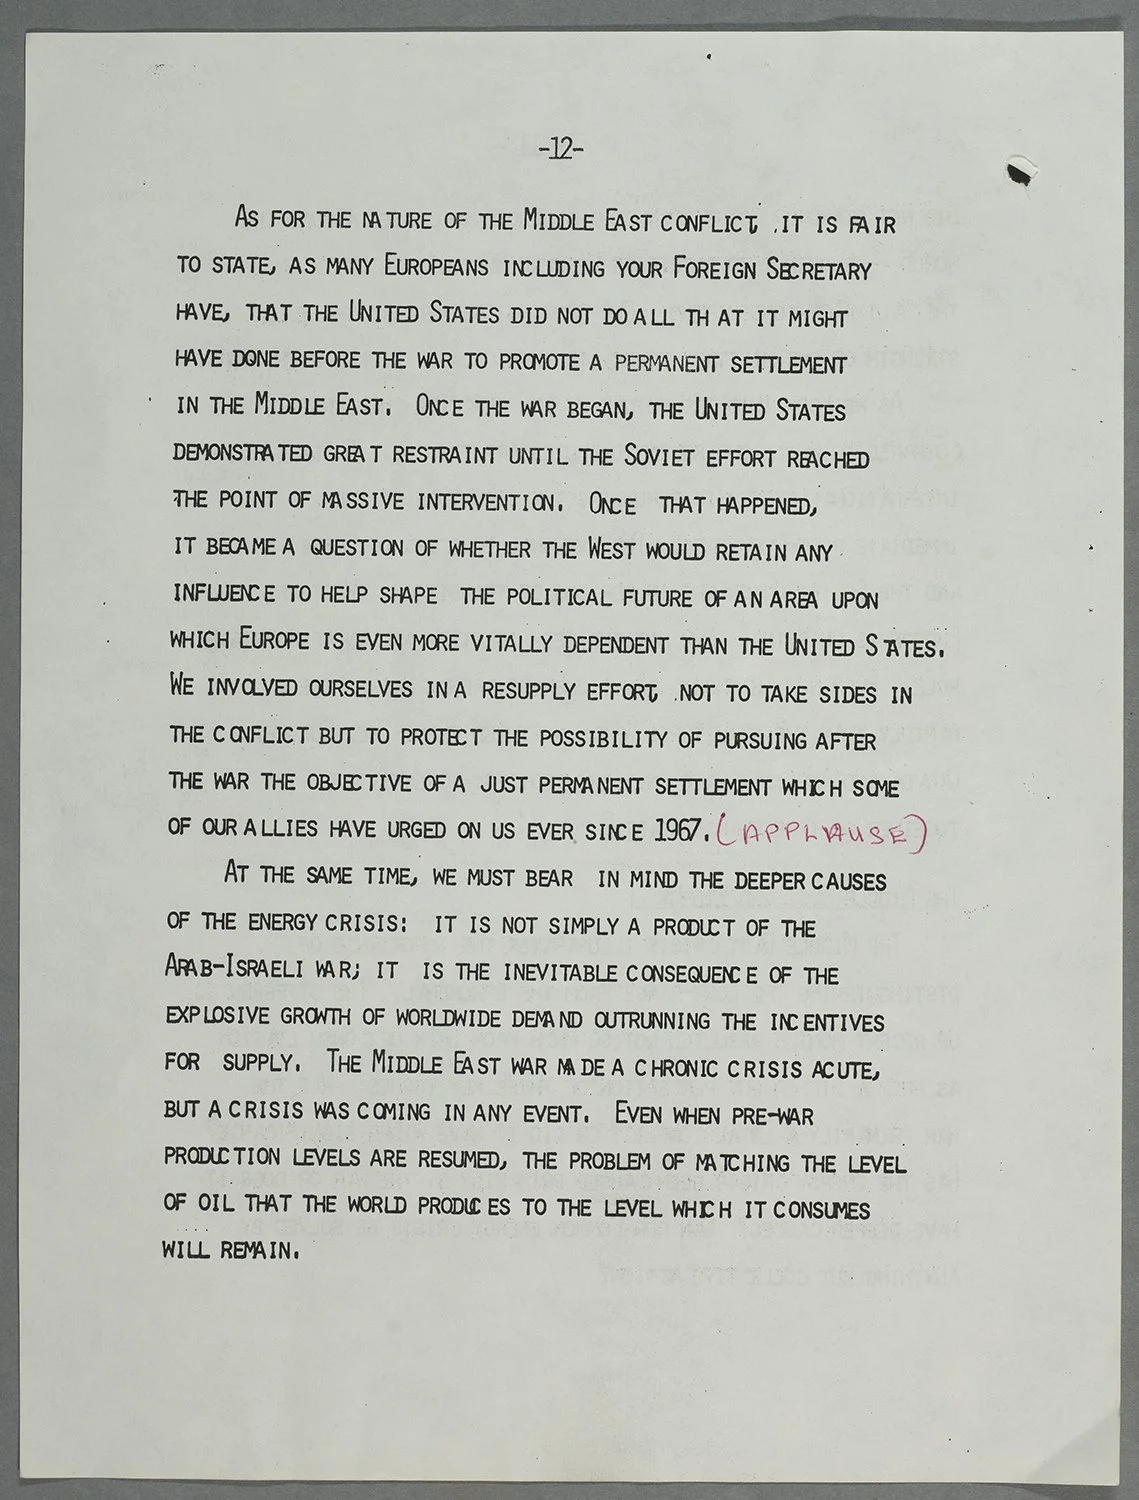 -12-
AS FOR THE NATURE OF THE MIDDLE EAST CONFLICT, IT IS FAIR
TO STATE, AS MANY EUROPEANS INCLUDING YOUR FOREIGN SECRETARY
HAVE, THAT THE UNITED STATES DID NOT DO ALL THAT IT MIGHT
HAVE DONE BEFORE THE WAR TO PROMOTE A PERMANENT SETTLEMENT
IN THE MIDDLE EAST. ONCE THE WAR BEGAN, THE UNITED STATES
DEMONSTRATED GREAT RESTRAINT UNTIL THE SOVIET EFFORT REACHED
THE POINT OF MASSIVE INTERVENTION. ONCE THAT HAPPENED,
IT BECAME A QUESTION OF WHETHER THE WEST WOULD RETAIN ANY
INFLUENCE TO HELP SHAPE THE POLITICAL FUTURE OF AN AREA UPON
WHICH EUROPE IS EVEN MORE VITALLY DEPENDENT THAN THE UNITED STATES.
WE INVOLVED OURSELVES IN A RESUPPLY EFFORT, NOT TO TAKE SIDES IN
THE CONFLICT BUT TO PROTECT THE POSSIBILITY OF PURSUING AFTER
THE WAR THE OBJECTIVE OF A JUST PERMANENT SETTLEMENT WHICH SOME
OF OUR ALLIES HAVE URGED ON US EVER SINCE 1967. (APPLAUSE)
AT THE SAME TIME, WE MUST BEAR IN MIND THE DEEPER CAUSES
OF THE ENERGY CRISIS: IT IS NOT SIMPLY A PRODUCT OF THE
ARAB-ISRAELI WAR; IT IS THE INEVITABLE CONSEQUENCE OF THE
EXPLOSIVE GROWTH OF WORLDWIDE DEMAND OUTRUNNING THE INCENTIVES
FOR SUPPLY. THE MIDDLE EAST WAR MADE A CHRONIC CRISIS ACUTE,
BUT A CRISIS WAS COMING IN ANY EVENT. EVEN WHEN PRE-WAR
PRODUCTION LEVELS ARE RESUMED, THE PROBLEM OF MATCHING THE LEVEL
OF OIL THAT THE WORLD PRODUCES TO THE LEVEL WHICH IT CONSUMES
WILL REMAIN.